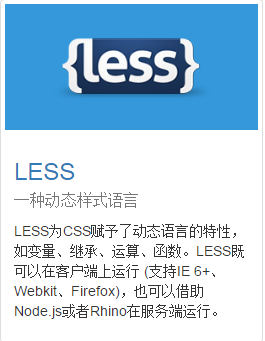 {less}
LESS
一种动态样式语言
LESS为CSS赋予了动态语言的特性，
如变量、继承、运算、函数。LESS既
可以在客户端上运行 (支持IE 6+、
Webkit、Firefox)，也可以借助
Node.js或者Rhino在服务端运行。